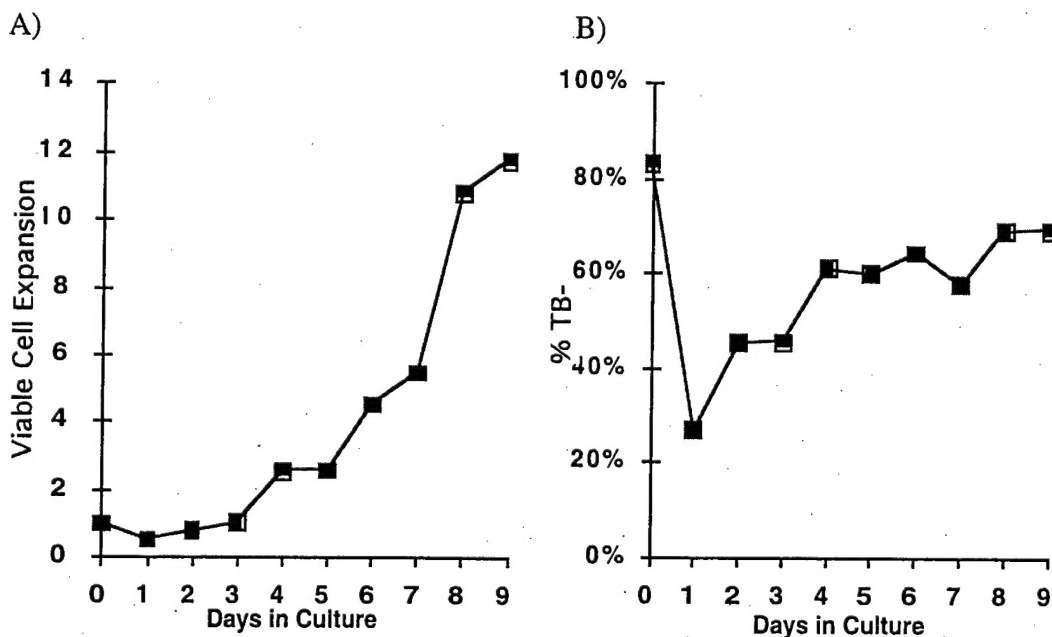 A)
Viable Cell Expansion
14
12
10
8
6
4
2
0
0 1 2 3 4 5 6 7 8 9
Days in Culture
B)
% TB-
100%
80%
60%
40%
20%
0%
0 1 2 3 4 5 6 7 8 9
Days in Culture